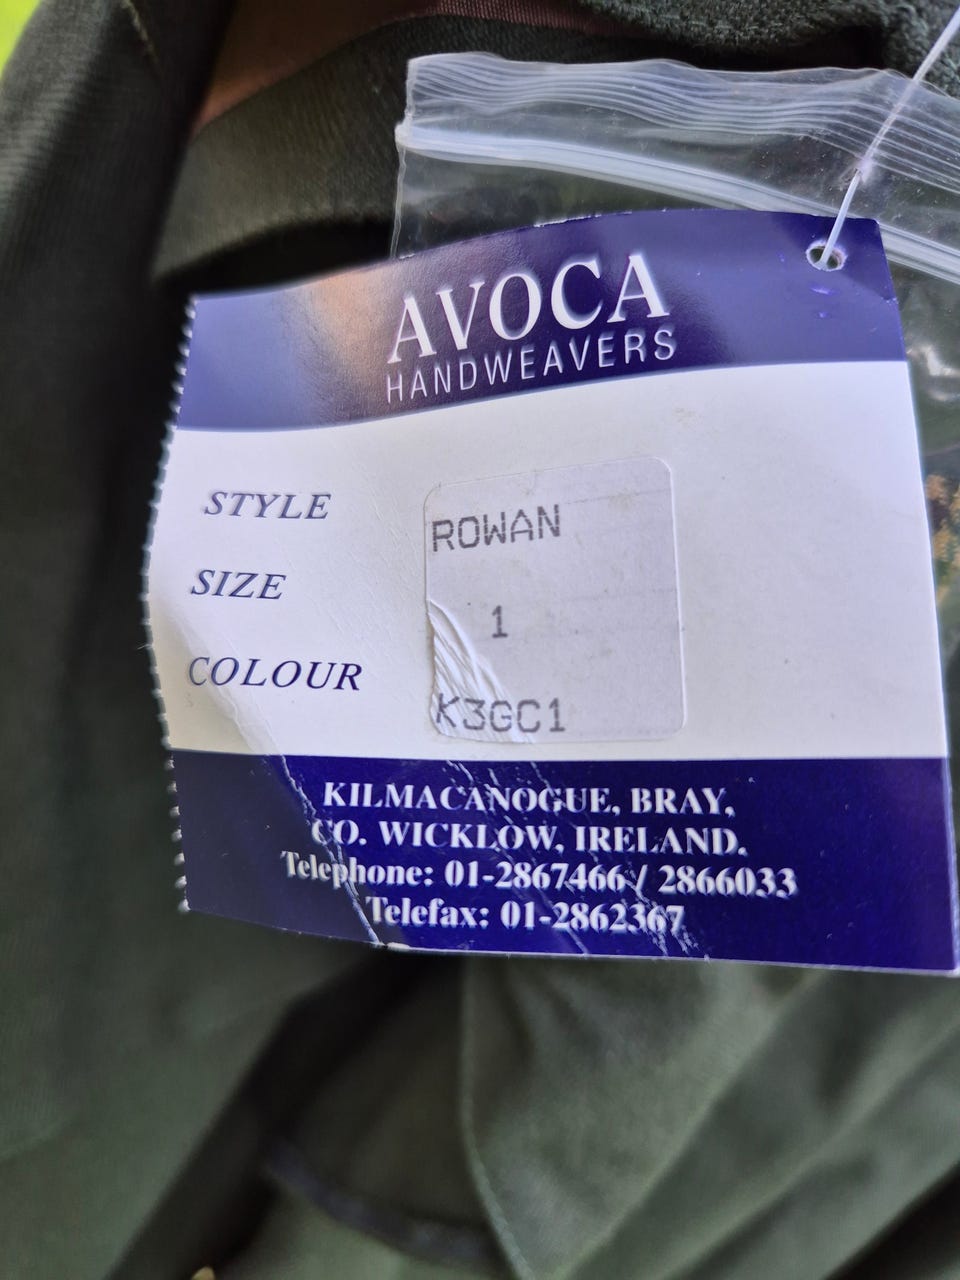 AVOCA
HANDWEAVERS
STYLE ROWAN
SIZE 1
COLOUR K3GC1
KILMACANOGUE, BRAY,
CO. WICKLOW, IRELAND.
Telephone: 01-2867466 / 2866033
Telefax: 01-2862367